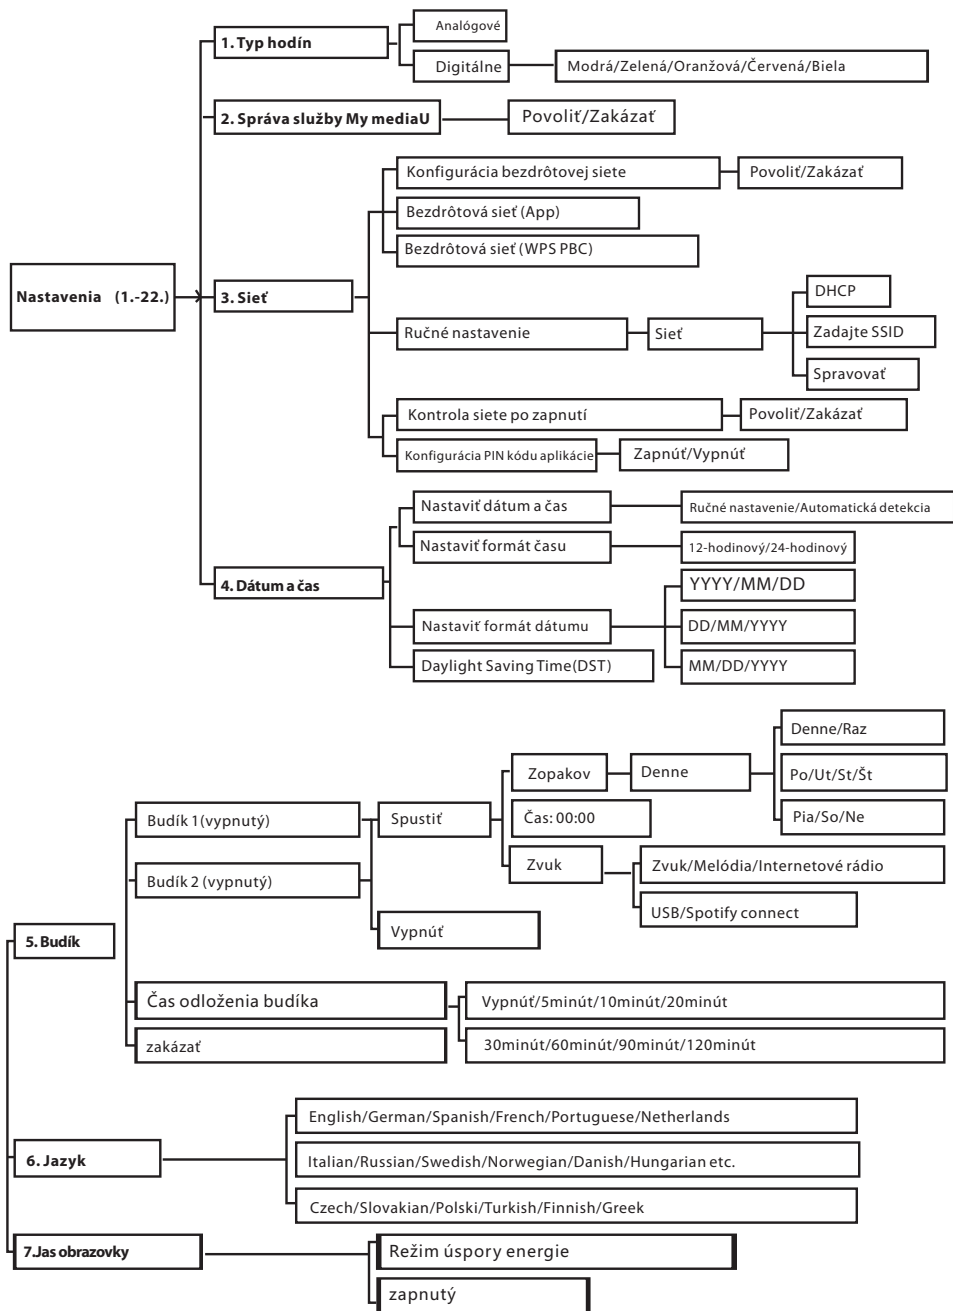 Analógové
1. Typ hodín
Digitálne
Modrá/Zelená/Oranžová/Červená/Biela
2. Správa služby My mediaU
Povoliť/Zakázať
Konfigurácia bezdrôtovej siete
Povoliť/Zakázať
Bezdrôtová sieť (App)
Bezdrôtová sieť (WPS PBC)
Nastavenia (1.-22.)
3. Sieť
DHCP
Ručné nastavenie
Sieť
Zadajte SSID
Spravovať
Kontrola siete po zapnutí
Povoliť/Zakázať
Konfigurácia PIN kódu aplikácie
Zapnúť/Vypnúť
Nastaviť dátum a čas
Ručné nastavenie/Automatická detekcia
Nastaviť formát času
12-hodinový/24-hodinový
4. Dátum a čas
YYYY/MM/DD
Nastaviť formát dátumu
DD/MM/YYYY
Daylight Saving Time(DST)
MM/DD/YYYY
Denne/Raz
Zopakov
Denne
Po/Ut/St/Št
Budík 1(vypnutý)
Spustiť
Čas: 00:00
Pia/So/Ne
Zvuk
Zvuk/Melódia/Internetové rádio
Budík 2 (vypnutý)
USB/Spotify connect
Vypnúť
5. Budík
Čas odloženia budíka
Vypnúť/5minút/10minút/20minút
zakázať
30minút/60minút/90minút/120minút
English/German/Spanish/French/Portuguese/Netherlands
6. Jazyk
Italian/Russian/Swedish/Norwegian/Danish/Hungarian etc.
Czech/Slovakian/Polski/Turkish/Finnish/Greek
7.Jas obrazovky
Režim úspory energie
zapnutý